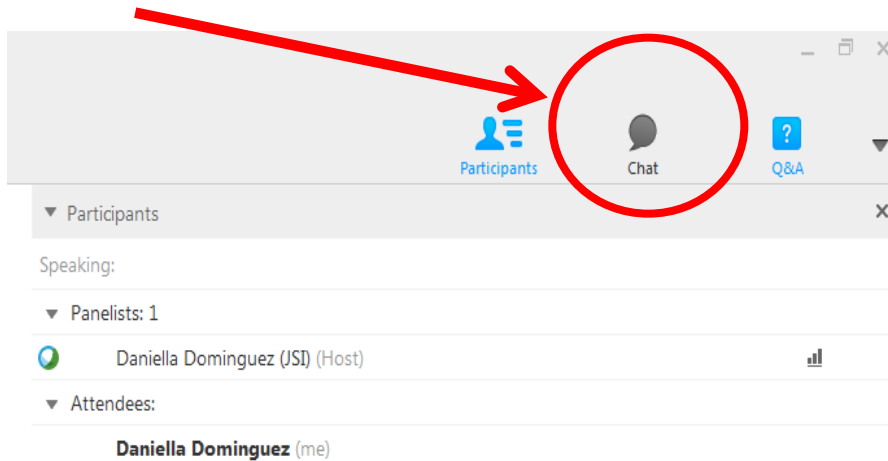 Participants Chat Q&A
Participants
Speaking:
Panelists: 1
Daniella Dominguez (JSI) (Host)
Attendees:
Daniella Dominguez (me)